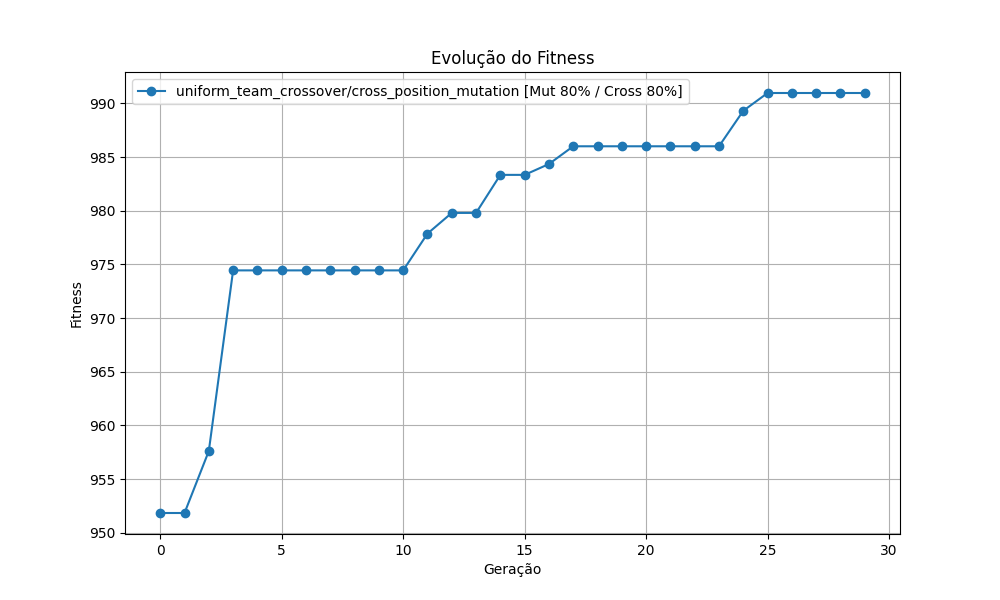 Evolução do Fitness
uniform_team_crossover/cross_position_mutation [Mut 80% / Cross 80%]
990
985
980
975
970
965
960
955
950
Fitness
0 5 10 15 20 25 30
Geração